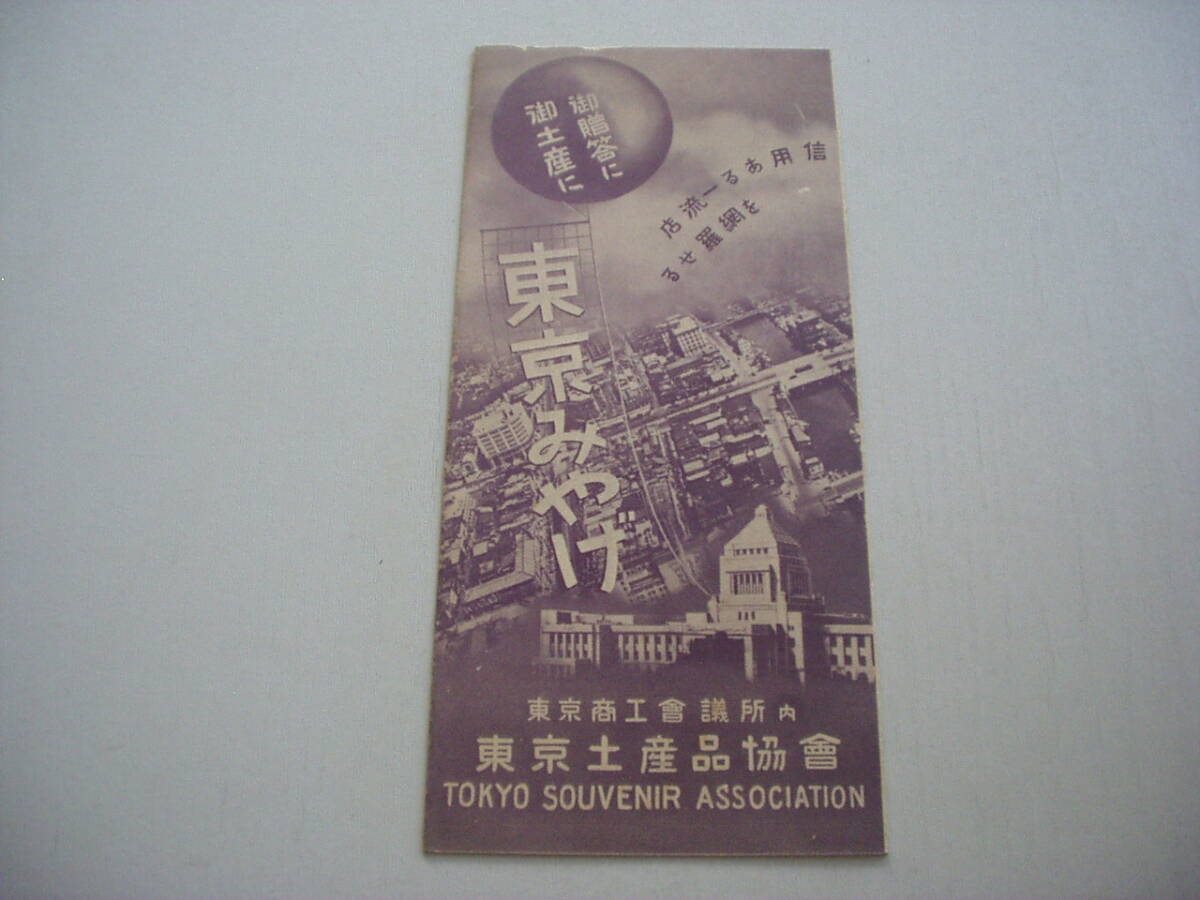 御贈答に
御土産に
信用ある一流店
を網羅せる
東京みやげ
東京商工會議所内
東京土産品協會
TOKYO SOUVENIR ASSOCIATION